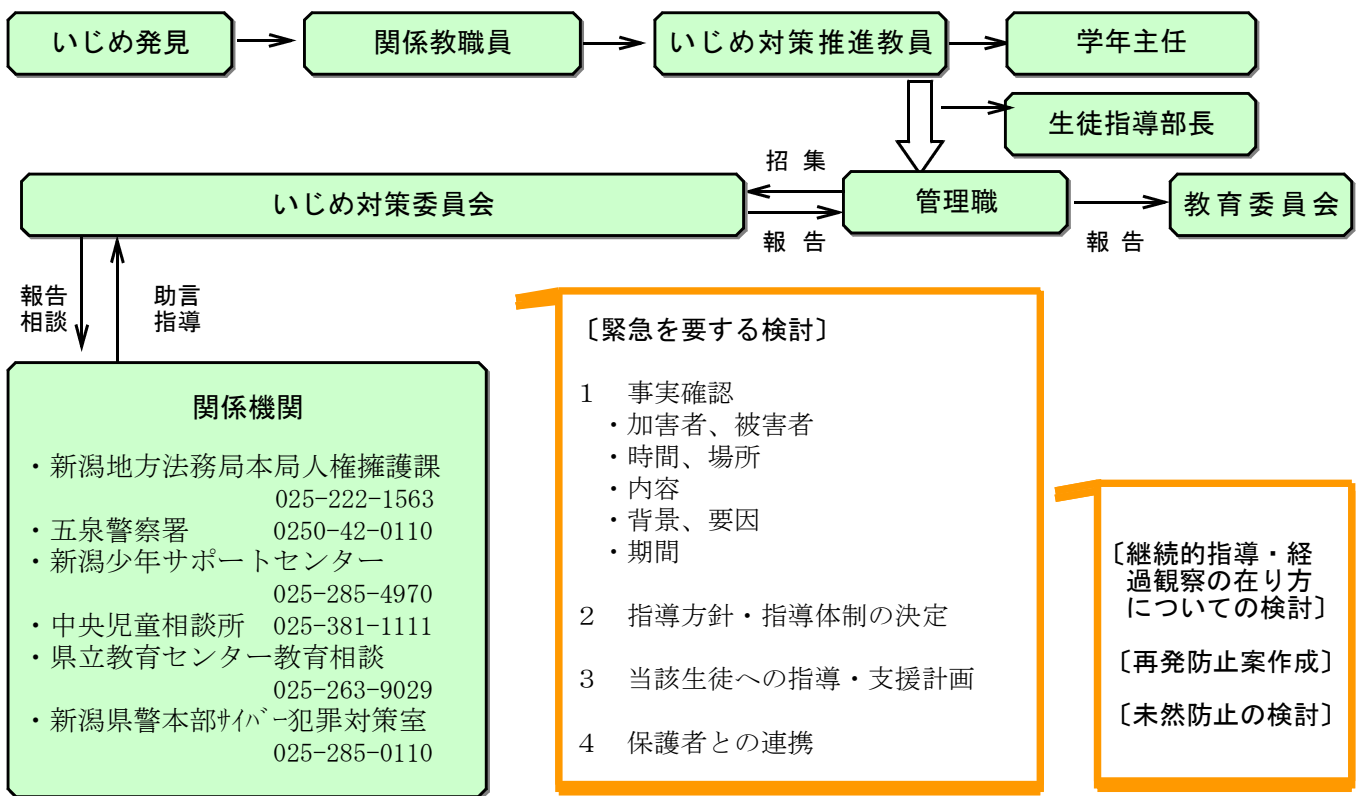 いじめ発見
関係教職員
いじめ対策推進教員
学年主任
生徒指導部長
招 集
いじめ対策委員会
管理職
教育委員会
報 告
報 告
報告
相談
助言
指導
関係機関
・新潟地方法務局本局人権擁護課
025-222-1563
・五泉警察署 0250-42-0110
・新潟少年サポートセンター
025-285-4970
・中央児童相談所 025-381-1111
・県立教育センター教育相談
025-263-9029
・新潟県警本部ｻｲﾊﾞｰ犯罪対策室
025-285-0110
〔緊急を要する検討〕
１ 事実確認
・加害者、被害者
・時間、場所
・内容
・背景、要因
・期間
２ 指導方針・指導体制の決定
３ 当該生徒への指導・支援計画
４ 保護者との連携
〔継続的指導・経
過観察の在り方
についての検討〕
〔再発防止案作成〕
〔未然防止の検討〕